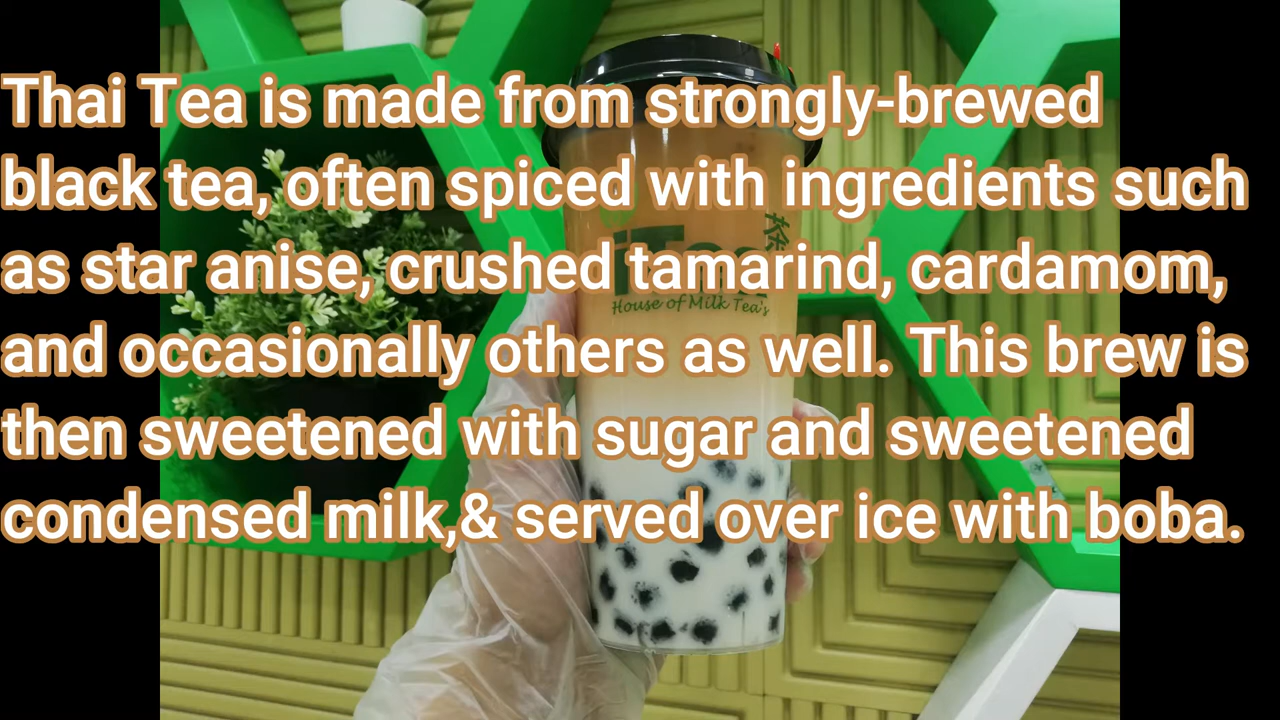 Thai Tea is made from strongly-brewed
black tea, often spiced with ingredients such
as star anise, crushed tamarind, cardamom,
and occasionally others as well. This brew is
then sweetened with sugar and sweetened
condensed milk,& served over ice with boba.
iTea
茶
House of Milk Tea's